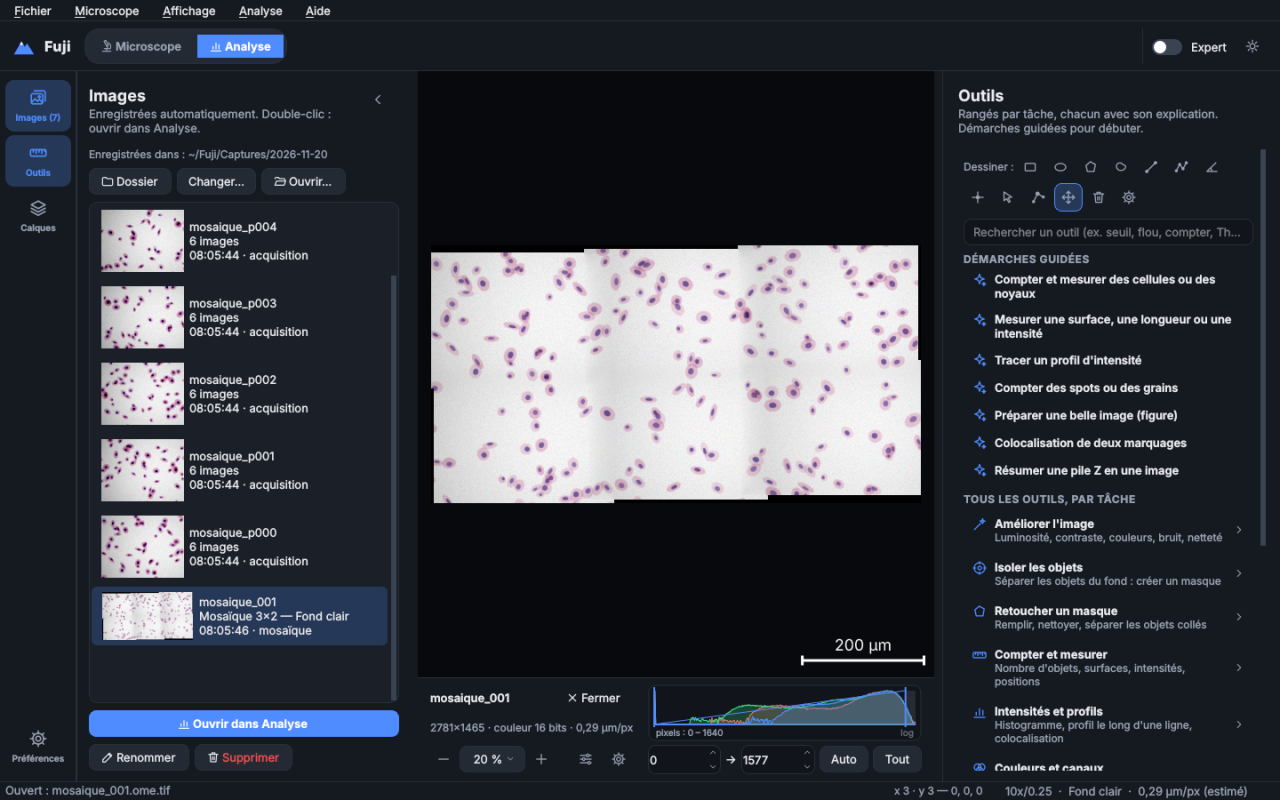 Fichier Microscope Affichage Analyse Aide
Fuji Microscope Analyse Expert
Images (7)
Outils
Calques
Préférences
Images
Enregistrées automatiquement. Double-clic :
ouvrir dans Analyse.
Enregistrées dans : ~/Fuji/Captures/2026-11-20
Dossier Changer... Ouvrir...
mosaique_p004
6 images
08:05:44 · acquisition
mosaique_p003
6 images
08:05:44 · acquisition
mosaique_p002
6 images
08:05:44 · acquisition
mosaique_p001
6 images
08:05:44 · acquisition
mosaique_p000
6 images
08:05:44 · acquisition
mosaique_001
Mosaïque 3×2 — Fond clair
08:05:46 · mosaïque
Ouvrir dans Analyse
Renommer Supprimer
200 µm
mosaique_001 Fermer
2781×1465 · couleur 16 bits · 0,29 µm/px
pixels : 0 – 1640 log
20 % 0 → 1577 Auto Tout
Outils
Rangés par tâche, chacun avec son explication.
Démarches guidées pour débuter.
Dessiner :
Rechercher un outil (ex. seuil, flou, compter, Th...
DÉMARCHES GUIDÉES
Compter et mesurer des cellules ou des
noyaux
Mesurer une surface, une longueur ou une
intensité
Tracer un profil d'intensité
Compter des spots ou des grains
Préparer une belle image (figure)
Colocalisation de deux marquages
Résumer une pile Z en une image
TOUS LES OUTILS, PAR TÂCHE
Améliorer l'image
Luminosité, contraste, couleurs, bruit, netteté
Isoler les objets
Séparer les objets du fond : créer un masque
Retoucher un masque
Remplir, nettoyer, séparer les objets collés
Compter et mesurer
Nombre d'objets, surfaces, intensités,
positions
Intensités et profils
Histogramme, profil le long d'une ligne,
colocalisation
Couleurs et canaux
Ouvert : mosaique_001.ome.tif x 3 · y 3 — 0, 0, 0 10x/0.25 · Fond clair · 0,29 µm/px (estimé)